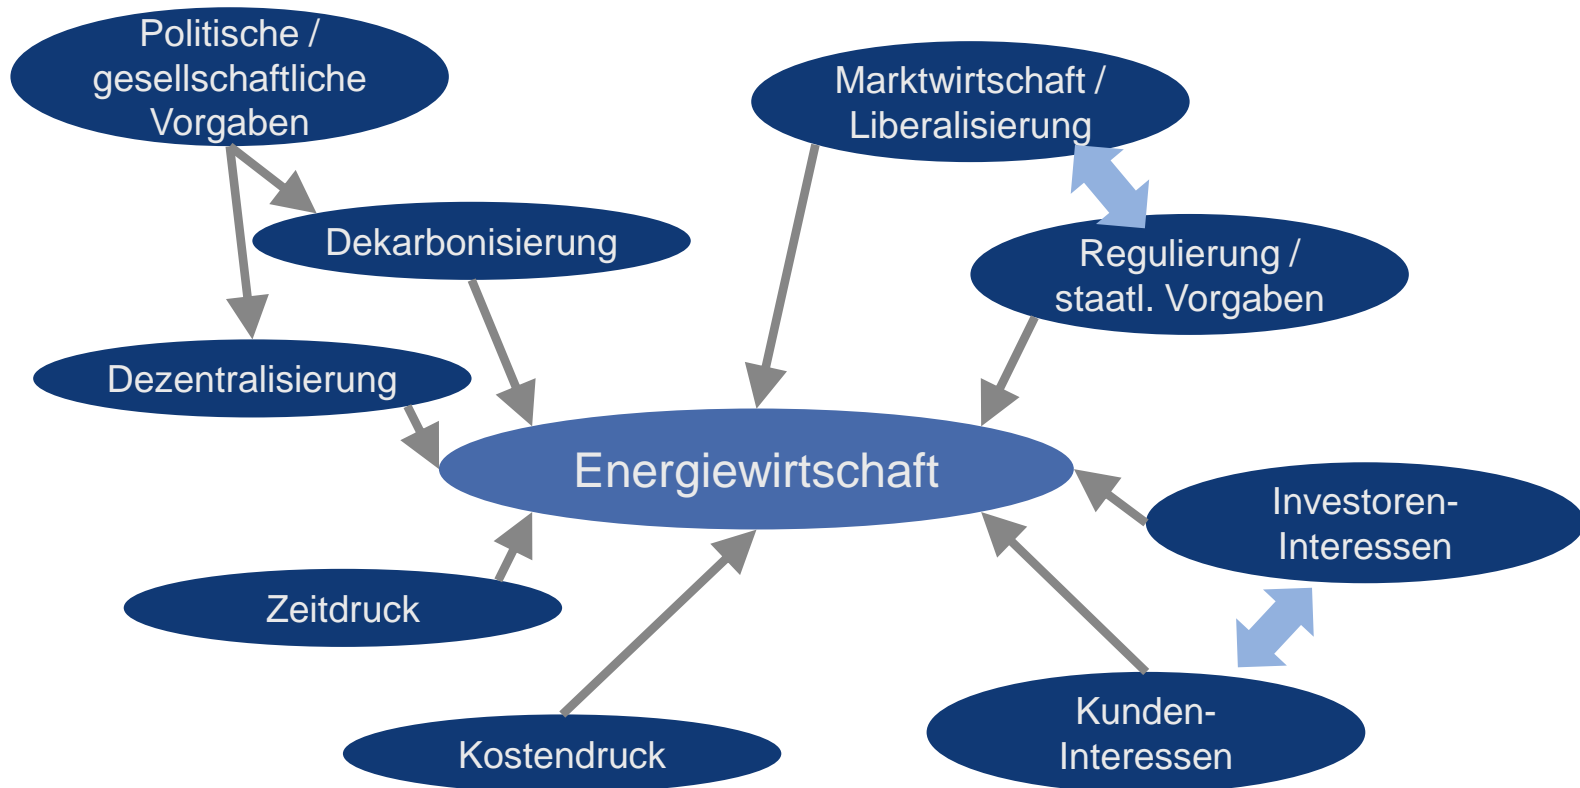 Politische /
gesellschaftliche
Vorgaben
Marktwirtschaft /
Liberalisierung
Dekarbonisierung
Regulierung /
staatl. Vorgaben
Dezentralisierung
Energiewirtschaft
Investoren-
Interessen
Zeitdruck
Kostendruck
Kunden-
Interessen